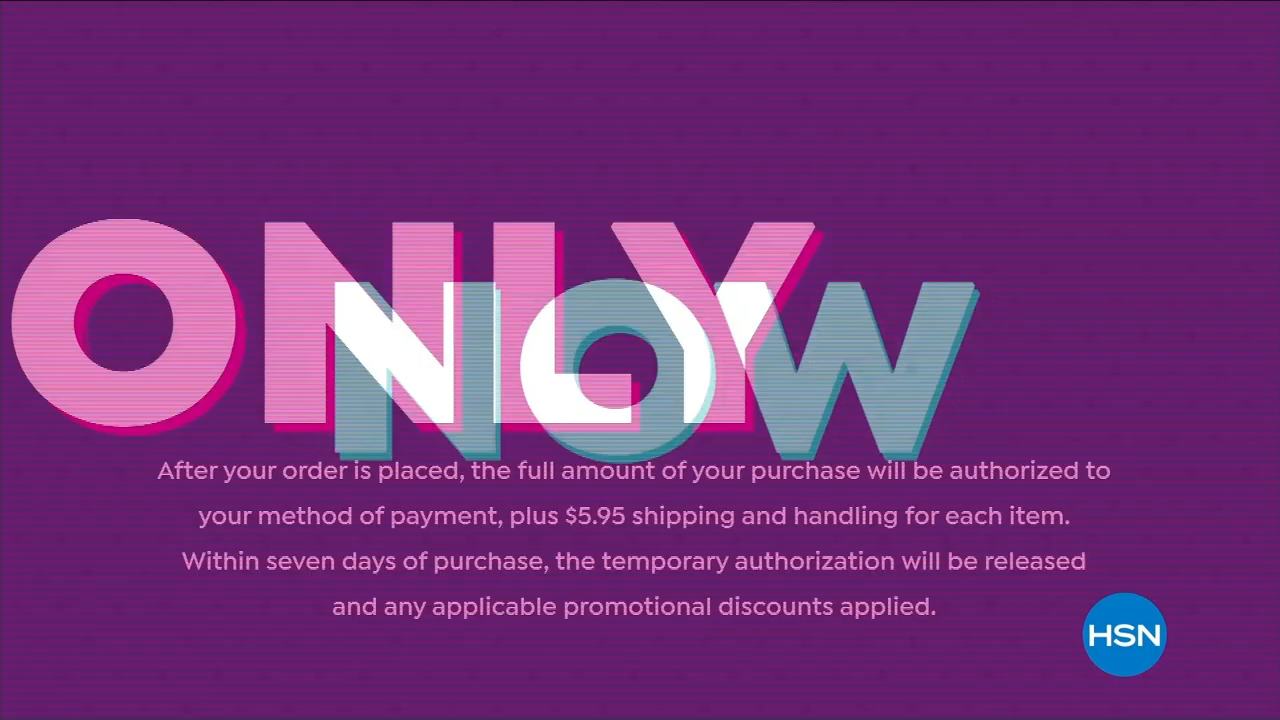 ONLY
NOW
After your order is placed, the full amount of your purchase will be authorized to
your method of payment, plus $5.95 shipping and handling for each item.
Within seven days of purchase, the temporary authorization will be released
and any applicable promotional discounts applied.
HSN